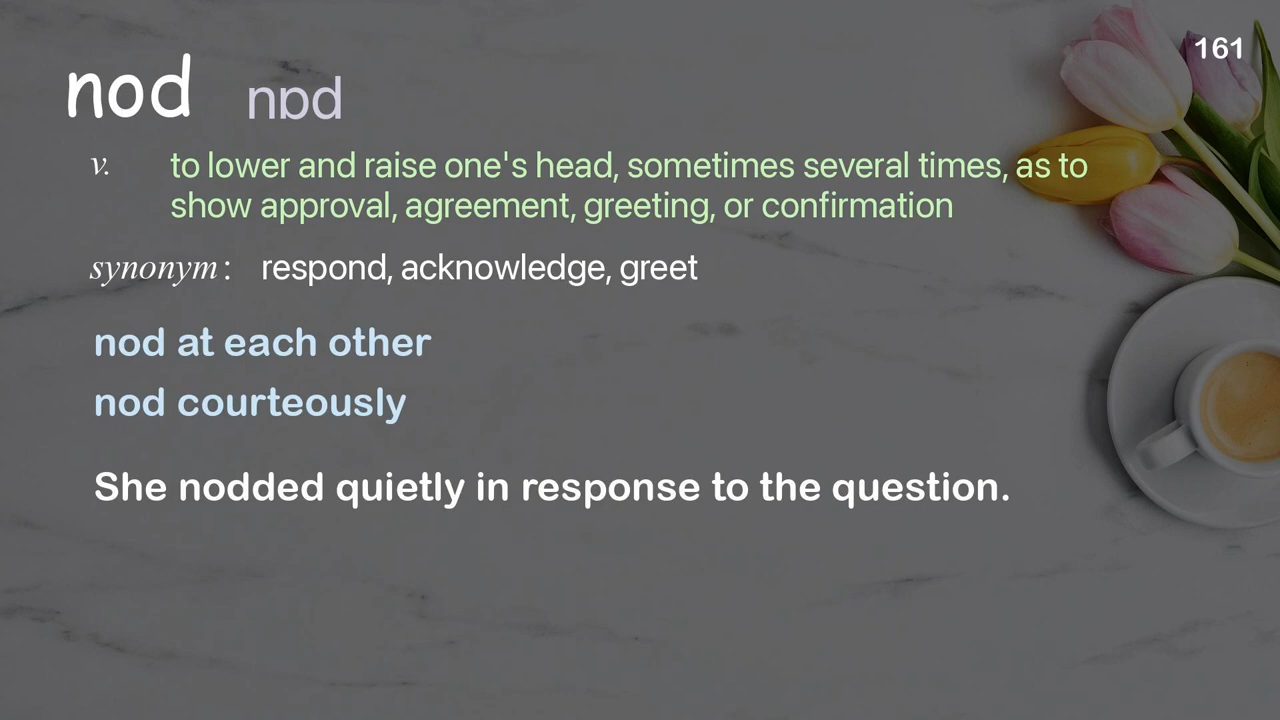 161
nod nɒd
v. to lower and raise one's head, sometimes several times, as to
show approval, agreement, greeting, or confirmation
synonym : respond, acknowledge, greet
nod at each other
nod courteously
She nodded quietly in response to the question.